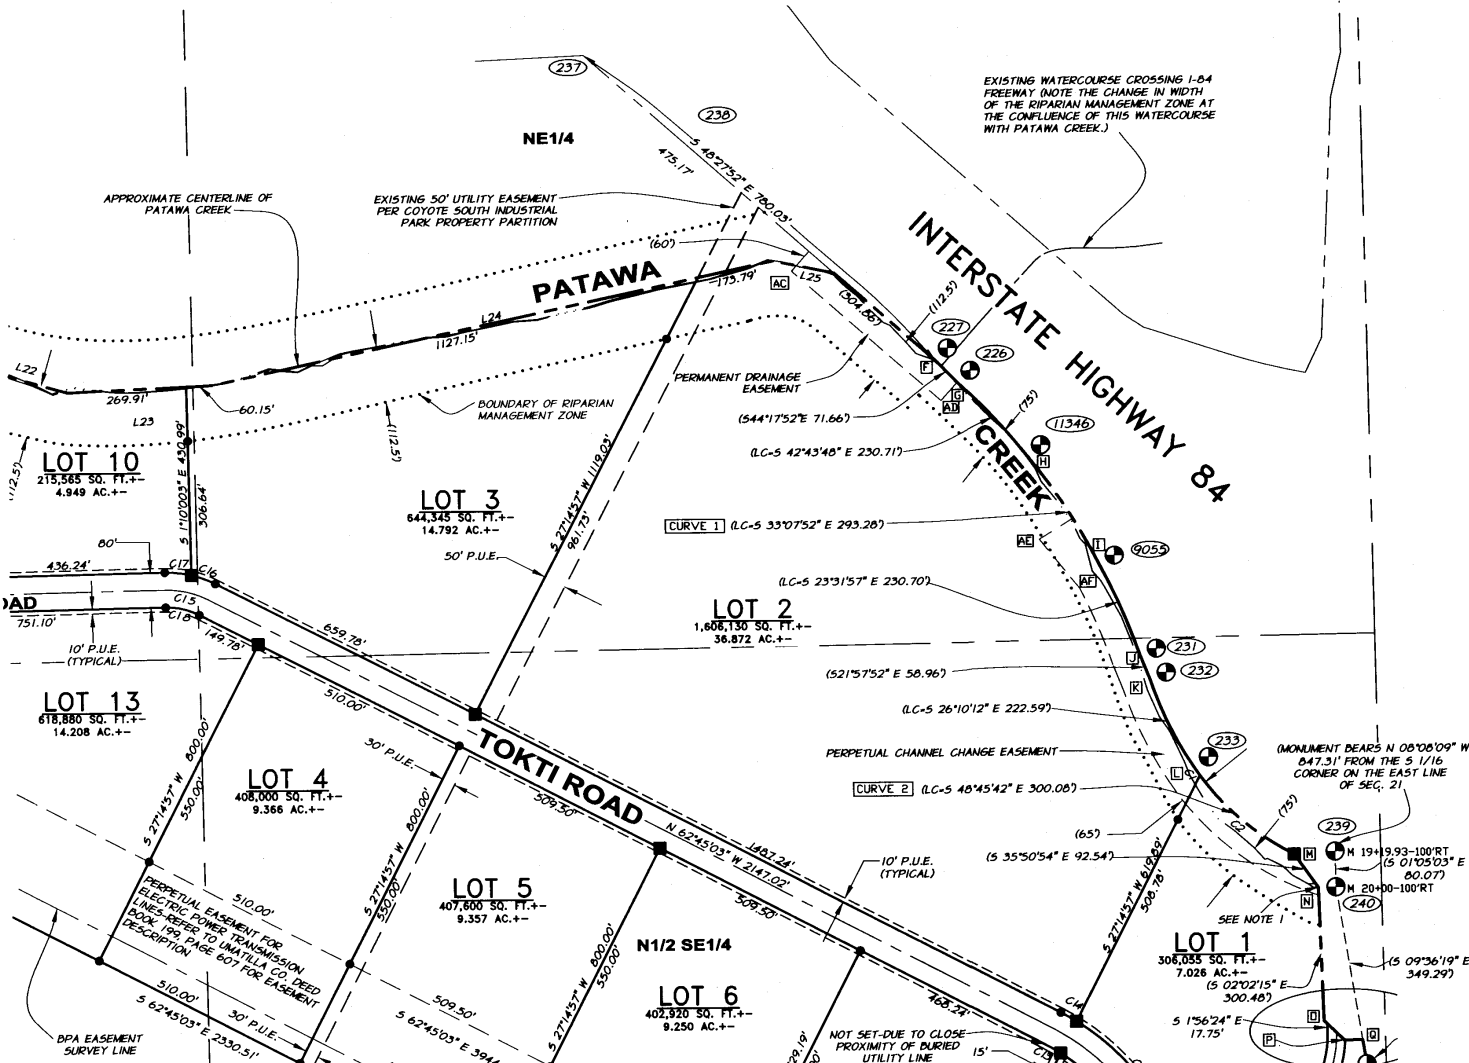 237
238
NE1/4
S 48°27'52" E 780.03'
475.17'
EXISTING WATERCOURSE CROSSING I-84
FREEWAY (NOTE THE CHANGE IN WIDTH
OF THE RIPARIAN MANAGEMENT ZONE AT
THE CONFLUENCE OF THIS WATERCOURSE
WITH PATAWA CREEK.)
APPROXIMATE CENTERLINE OF
PATAWA CREEK
EXISTING 50' UTILITY EASEMENT
PER COYOTE SOUTH INDUSTRIAL
PARK PROPERTY PARTITION
(60')
PATAWA
173.79'
AC
L25
(304.86')
(112.5')
INTERSTATE HIGHWAY 84
227
226
L24
1127.15'
L22
269.91'
60.15'
L23
BOUNDARY OF RIPARIAN
MANAGEMENT ZONE
(112.5')
PERMANENT DRAINAGE
EASEMENT
F
G
AD
(S44°17'52"E 71.66')
(75')
11346
H
(LC=S 42°43'48" E 230.71')
CREEK
112.5')
LOT 10
215,565 SQ. FT.+-
4.949 AC.+-
S 1°10'003" E 430.99'
306.64'
LOT 3
644,345 SQ. FT.+-
14.792 AC.+-
S 27°14'57" W 1119.03'
961.73'
50' P.U.E.
CURVE 1 (LC=S 33°07'52" E 293.28')
AE
I
9055
AF
(LC=S 23°31'57" E 230.70')
80'
436.24'
C17
C16
OAD
C15
C18
751.10'
149.78'
659.78'
10' P.U.E.
(TYPICAL)
LOT 2
1,606,130 SQ. FT.+-
36.872 AC.+-
J
231
232
(S21°57'52" E 58.96')
K
(LC=S 26°10'12" E 222.59')
LOT 13
618,880 SQ. FT.+-
14.208 AC.+-
S 27°14'57" W 800.00'
550.00'
510.00'
30' P.U.E.
TOKTI ROAD
PERPETUAL CHANNEL CHANGE EASEMENT
233
L
C2
(MONUMENT BEARS N 08°08'09" W
847.31' FROM THE S 1/16
CORNER ON THE EAST LINE
OF SEC. 21
CURVE 2 (LC=S 48°45'42" E 300.08')
C2
(75')
LOT 4
408,000 SQ. FT.+-
9.366 AC.+-
S 27°14'57" W 800.00'
550.00'
509.50'
N 62°45'03" W 2147.02'
1487.24'
(65')
239
M
M 19+19.93-100'RT
(S 01°05'03" E
80.07')
(S 35°50'54" E 92.54')
M 20+00-100'RT
240
N
10' P.U.E.
(TYPICAL)
S 27°14'57" W 619.89'
508.78'
SEE NOTE 1
LOT 5
407,600 SQ. FT.+-
9.357 AC.+-
509.50'
PERPETUAL EASEMENT FOR
ELECTRIC POWER TRANSMISSION
LINES-REFER TO UMATILLA CO. DEED
BOOK 199, PAGE 607 FOR EASEMENT
DESCRIPTION
510.00'
N1/2 SE1/4
S 27°14'57" W 800.00'
550.00'
LOT 1
306,055 SQ. FT.+-
7.026 AC.+-
(S 02°02'15" E
300.48')
(S 09°36'19" E
349.29')
LOT 6
402,920 SQ. FT.+-
9.250 AC.+-
468.24'
C14
510.00'
S 62°45'03" E 2330.51'
30' P.U.E.
509.50'
S 62°45'03" E 3944
BPA EASEMENT
SURVEY LINE
29.19'
NOT SET-DUE TO CLOSE
PROXIMITY OF BURIED
UTILITY LINE
15'
C13
S 1°56'24" E
17.75'
O
P
Q